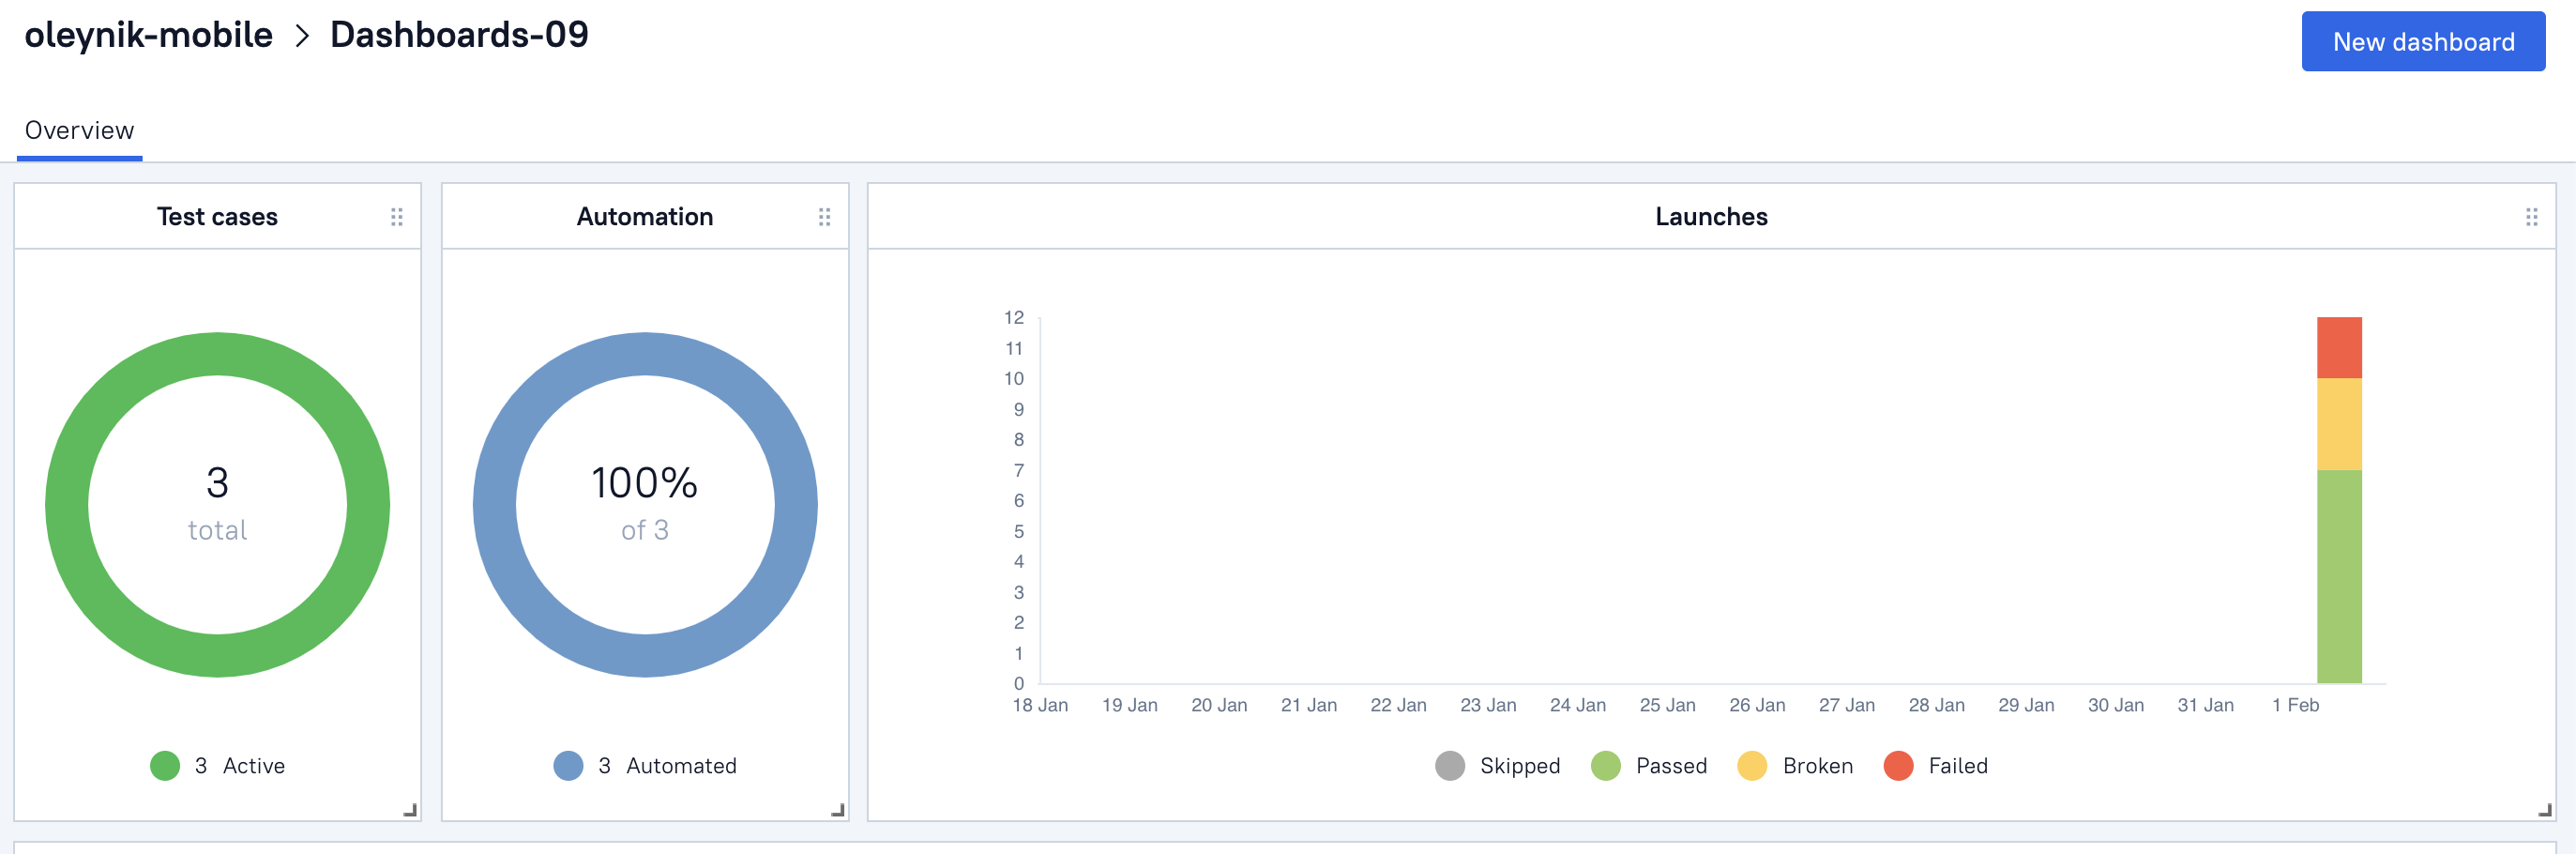 oleynik-mobile > Dashboards-09
New dashboard
Overview
Test cases
3
total
3 Active
Automation
100%
of 3
3 Automated
Launches
12
11
10
9
8
7
6
5
4
3
2
1
0
18 Jan 19 Jan 20 Jan 21 Jan 22 Jan 23 Jan 24 Jan 25 Jan 26 Jan 27 Jan 28 Jan 29 Jan 30 Jan 31 Jan 1 Feb
Skipped Passed Broken Failed